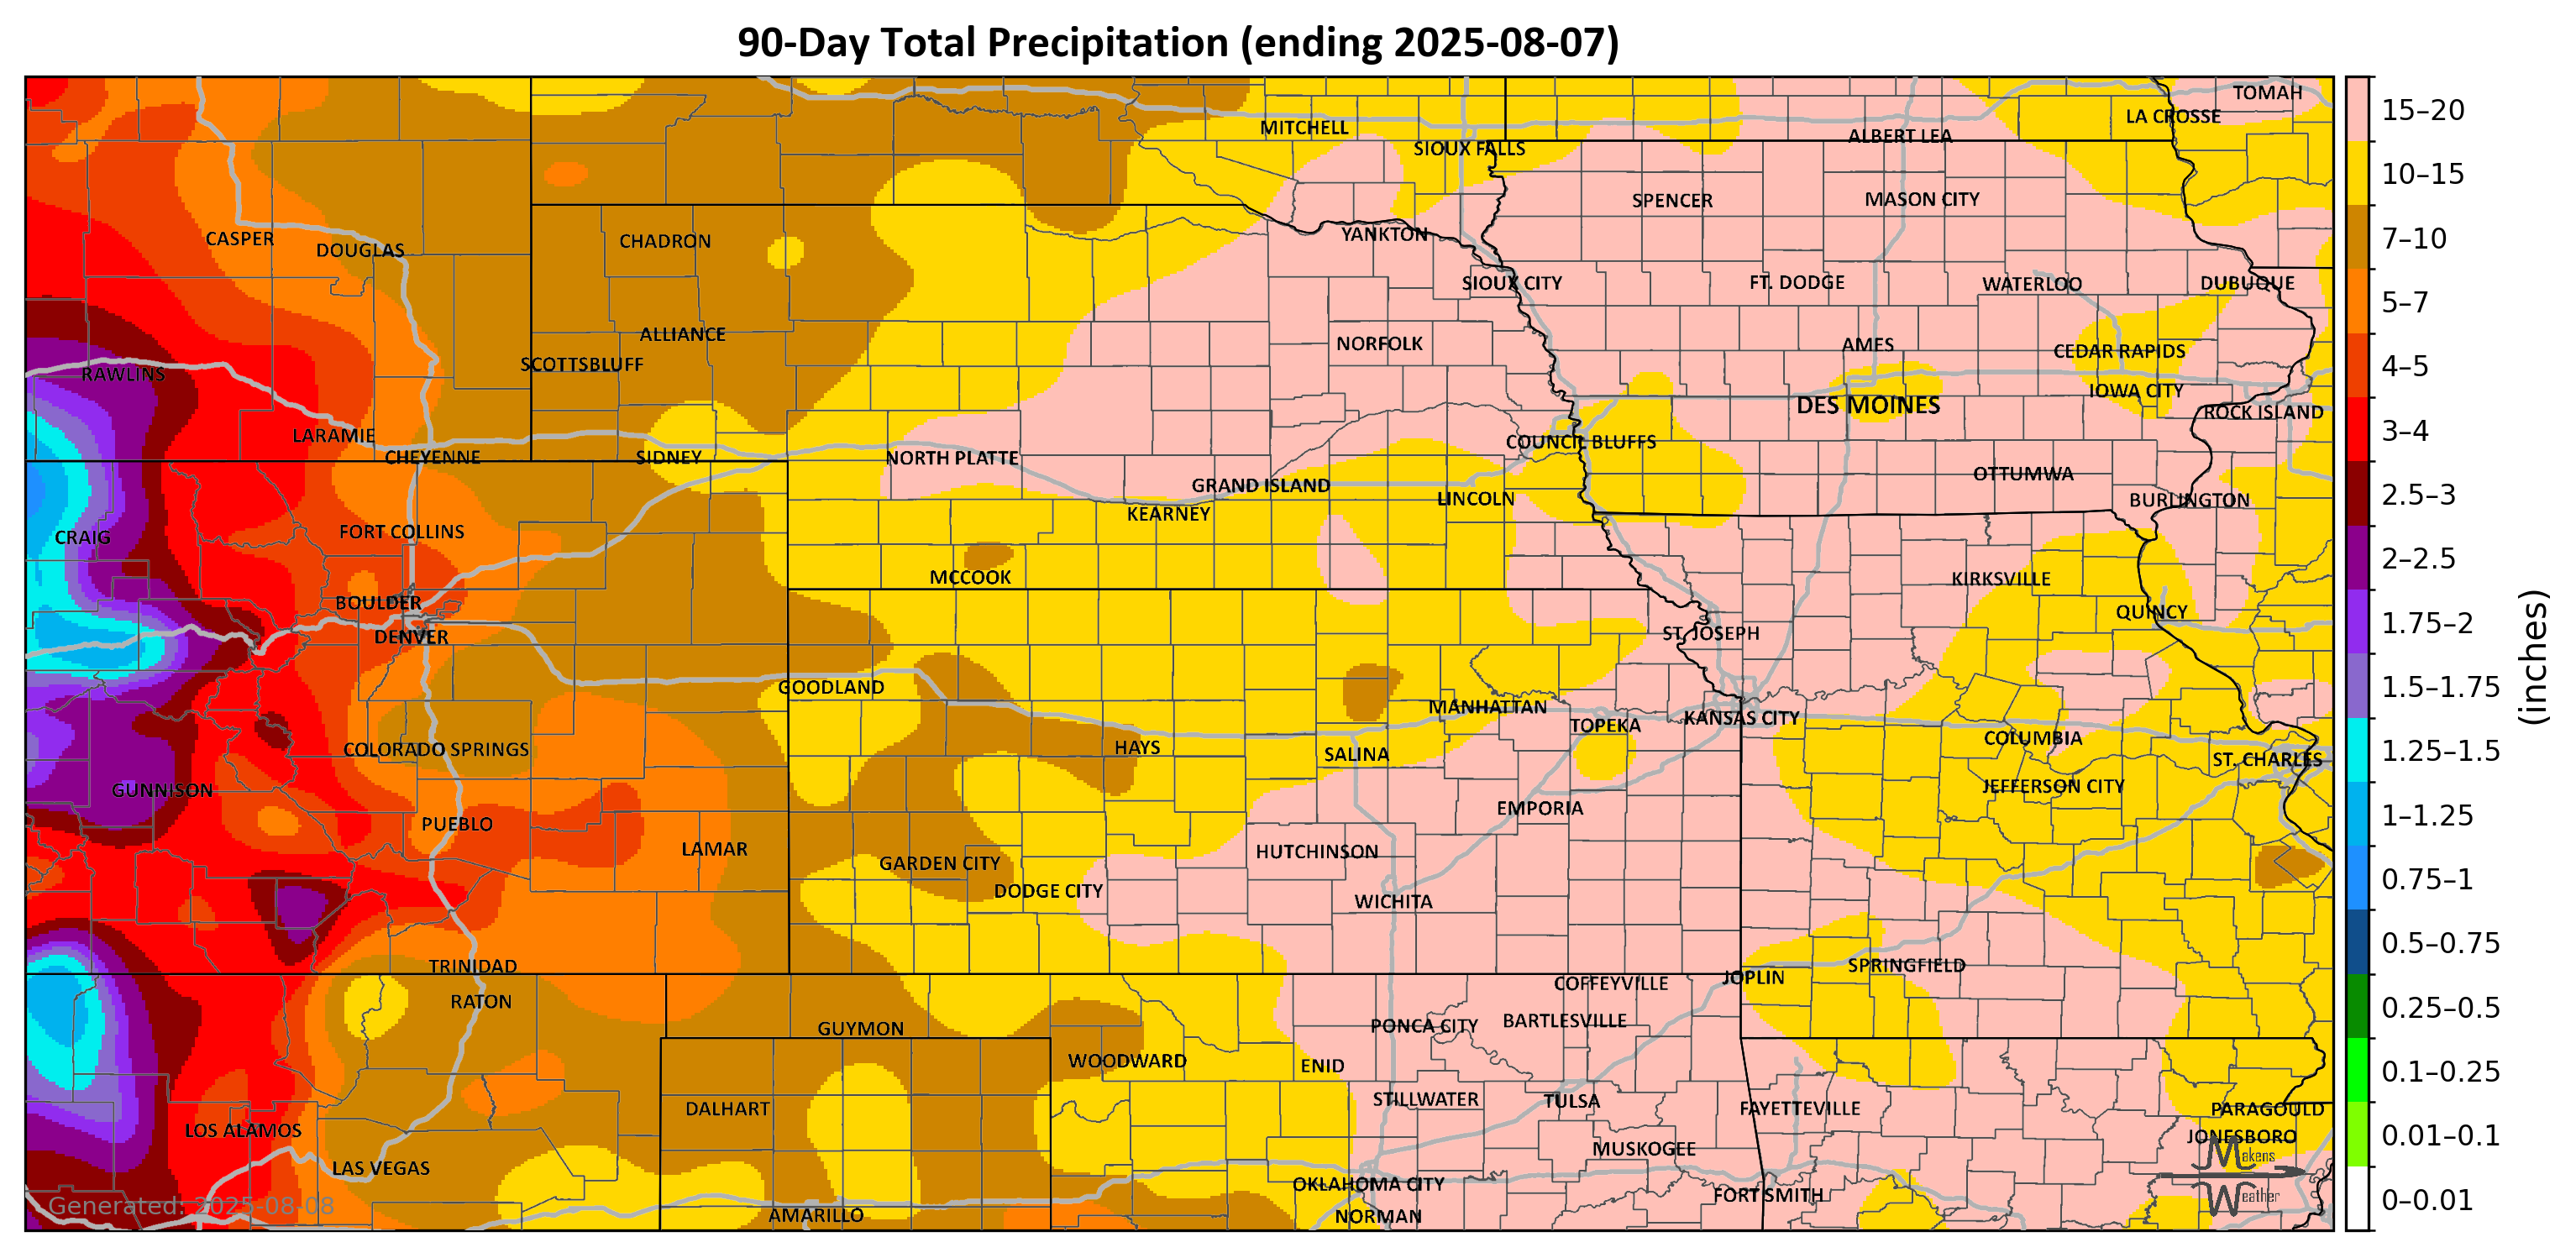 90-Day Total Precipitation (ending 2025-08-07)
TOMAH
LA CROSSE
MITCHELL
ALBERT LEA
SIOUX FALLS
SPENCER
MASON CITY
CASPER
DOUGLAS
CHADRON
YANKTON
SIOUX CITY
FT. DODGE
WATERLOO
DUBUQUE
ALLIANCE
NORFOLK
AMES
CEDAR RAPIDS
SCOTTSBLUFF
RAWLINS
IOWA CITY
DES MOINES
ROCK ISLAND
LARAMIE
COUNCIL BLUFFS
CHEYENNE
SIDNEY
NORTH PLATTE
OTTUMWA
GRAND ISLAND
LINCOLN
BURLINGTON
KEARNEY
CRAIG
FORT COLLINS
MCCOOK
KIRKSVILLE
BOULDER
QUINCY
DENVER
ST. JOSEPH
GOODLAND
MANHATTAN
TOPEKA
KANSAS CITY
COLUMBIA
COLORADO SPRINGS
HAYS
SALINA
ST. CHARLES
GUNNISON
JEFFERSON CITY
EMPORIA
PUEBLO
LAMAR
HUTCHINSON
GARDEN CITY
DODGE CITY
WICHITA
TRINIDAD
SPRINGFIELD
JOPLIN
COFFEYVILLE
RATON
GUYMON
PONCA CITY
BARTLESVILLE
WOODWARD
ENID
STILLWATER
TULSA
DALHART
FAYETTEVILLE
PARAGOULD
LOS ALAMOS
JONESBORO
MUSKOGEE
Makens
LAS VEGAS
OKLAHOMA CITY
FORT SMITH
Weather
Generated: 2025-08-08
AMARILLO
NORMAN
15–20
10–15
7–10
5–7
4–5
3–4
2.5–3
2–2.5
1.75–2
1.5–1.75
1.25–1.5
1–1.25
0.75–1
0.5–0.75
0.25–0.5
0.1–0.25
0.01–0.1
0–0.01
(inches)